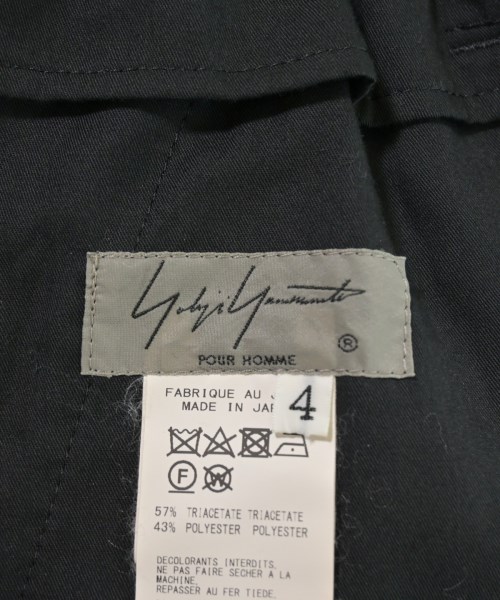 Yohji Yamamoto
®
POUR HOMME
FABRIQUE AU
4
MADE IN
F W
57% TRIACETATE TRIACETATE
43% POLYESTER POLYESTER
DECOLORANTS INTERDITS.
NE PAS FAIRE SECHER A LA
MACHINE.
REPASSER AU FER TIEDE.